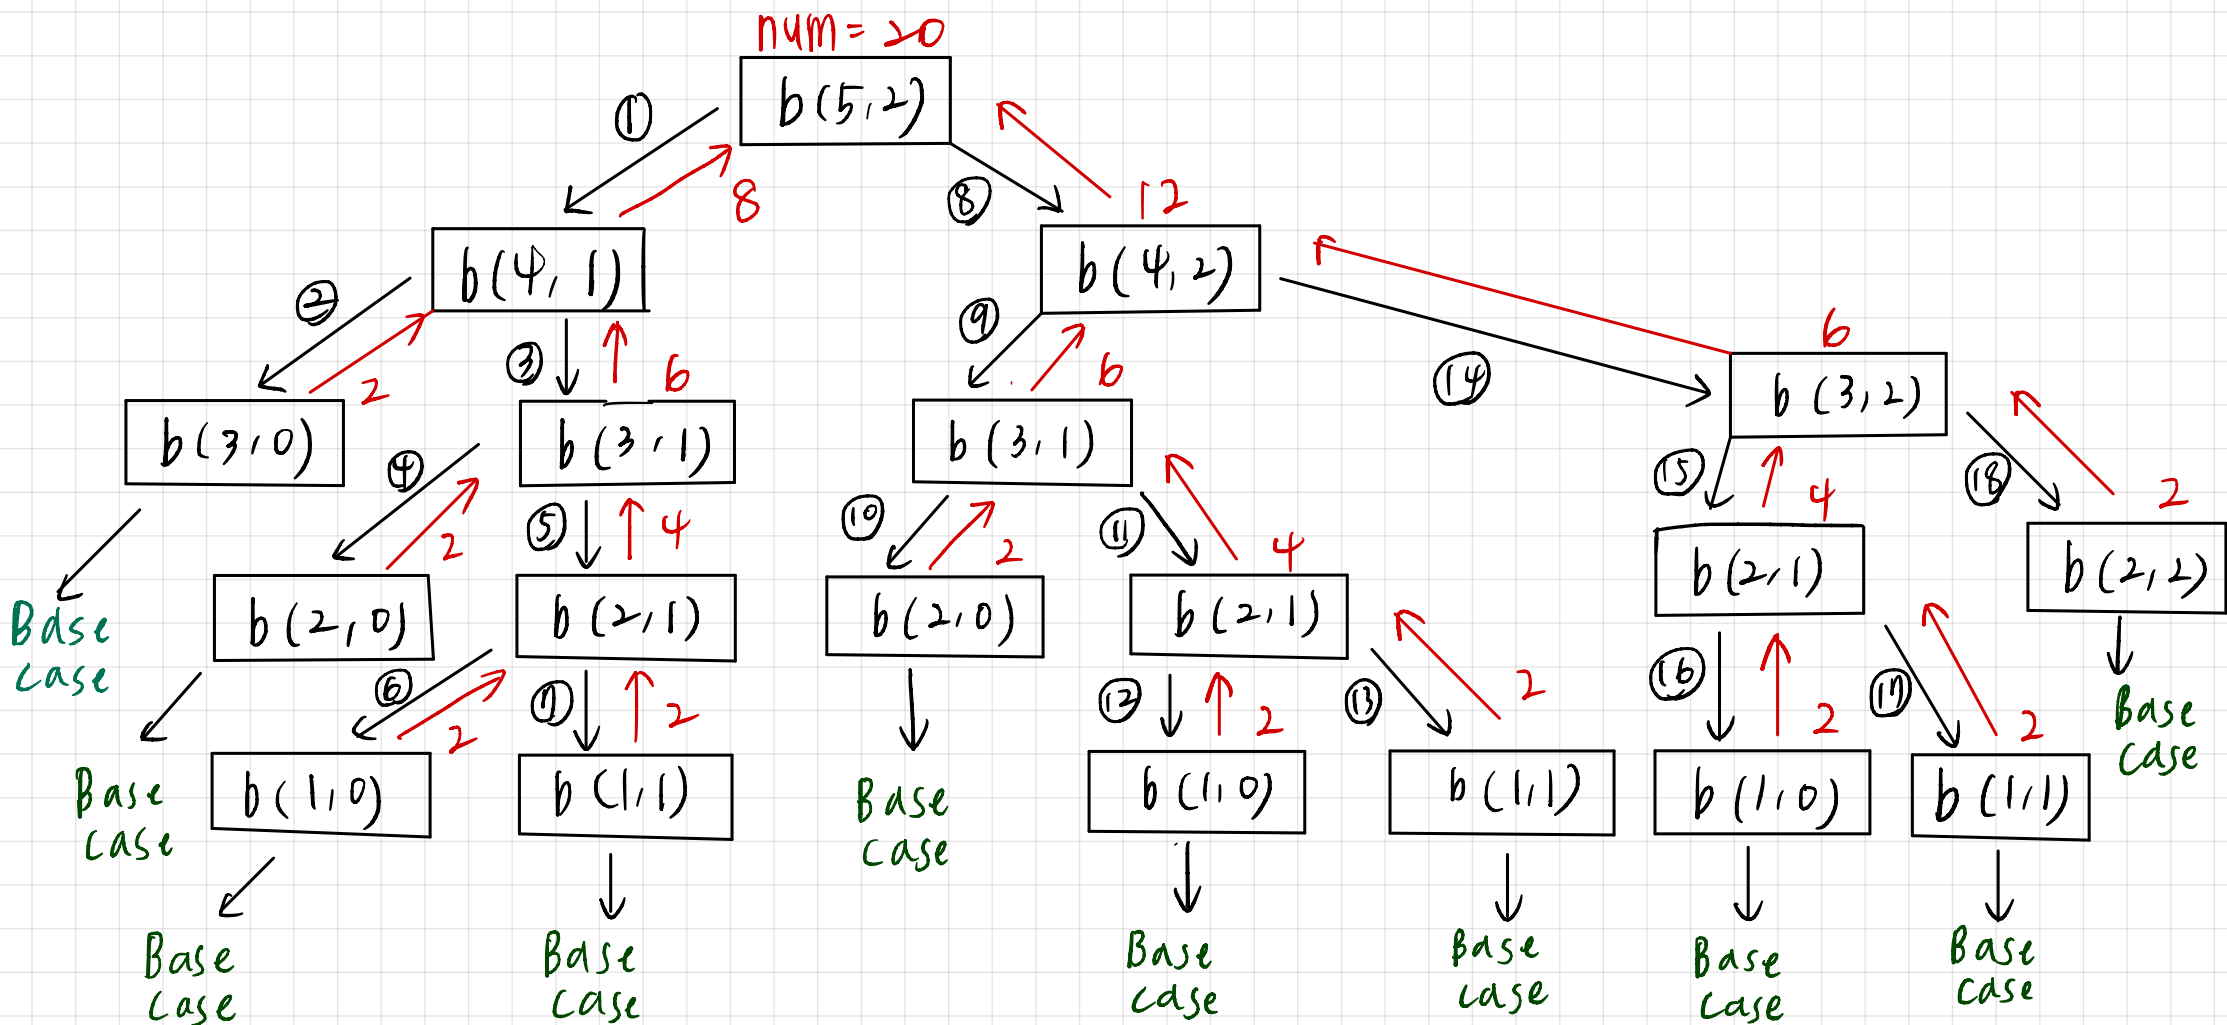 num = 20
b(5,2)
①
8
⑧
12
b(4,1)
b(4,2)
②
2
③
6
⑨
6
⑭
6
b(3,0)
b(3,1)
b(3,1)
b(3,2)
④
2
⑤
4
⑩
2
⑪
4
⑮
4
⑱
2
Base
case
b(2,0)
b(2,1)
b(2,0)
b(2,1)
b(2,1)
b(2,2)
⑥
2
⑦
2
⑫
2
⑬
2
⑯
2
⑰
2
Base
case
Base
case
b(1,0)
b(1,1)
Base
case
b(1,0)
b(1,1)
b(1,0)
b(1,1)
Base
case
Base
case
Base
case
Base
case
Base
case
Base
case